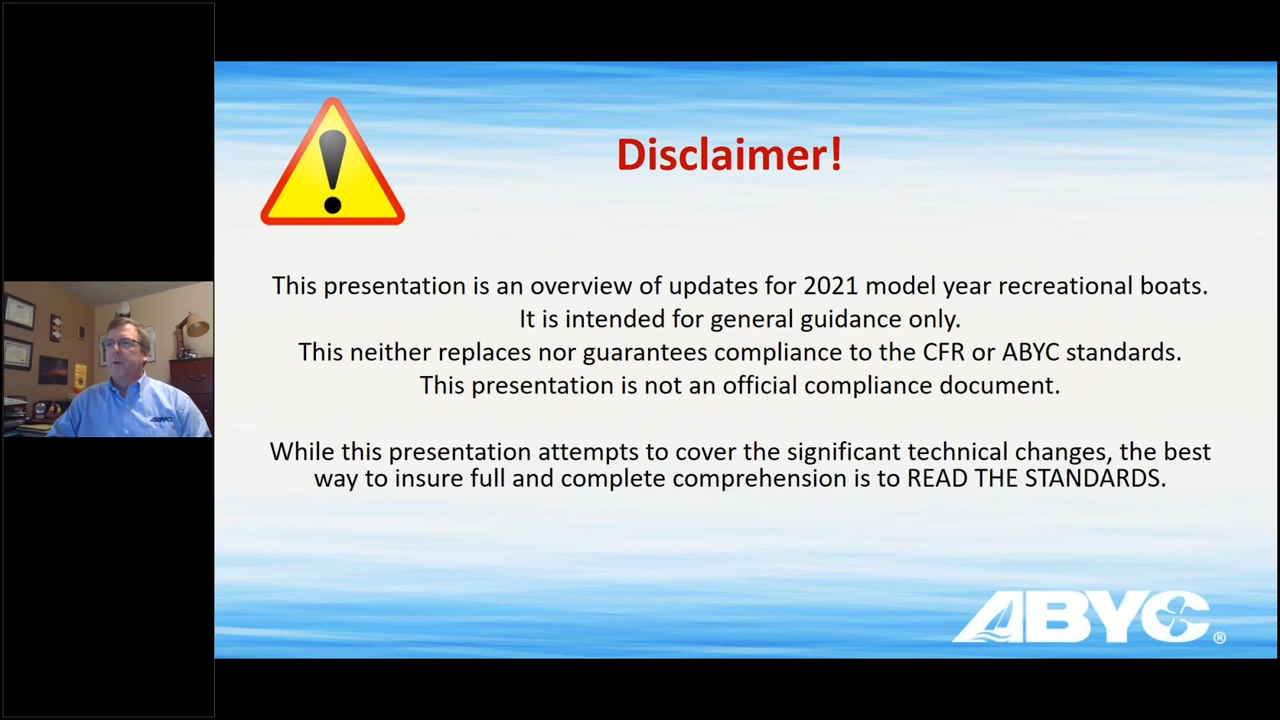 Disclaimer!
This presentation is an overview of updates for 2021 model year recreational boats.
It is intended for general guidance only.
This neither replaces nor guarantees compliance to the CFR or ABYC standards.
This presentation is not an official compliance document.
While this presentation attempts to cover the significant technical changes, the best
way to insure full and complete comprehension is to READ THE STANDARDS.
ABYC
ABYC®